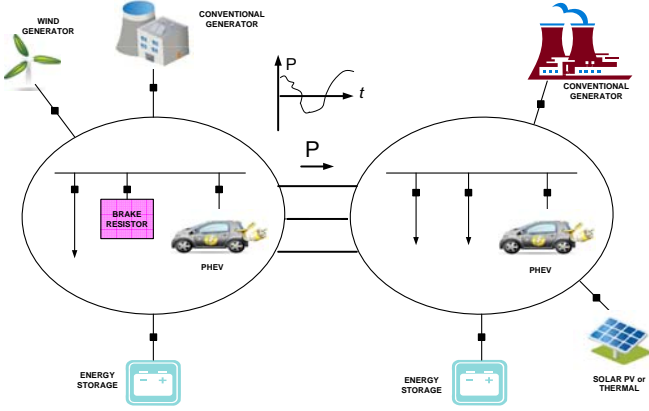 WIND
GENERATOR
CONVENTIONAL
GENERATOR
P
t
CONVENTIONAL
GENERATOR
P
BRAKE
RESISTOR
PHEV
PHEV
ENERGY
STORAGE
ENERGY
STORAGE
SOLAR PV or
THERMAL